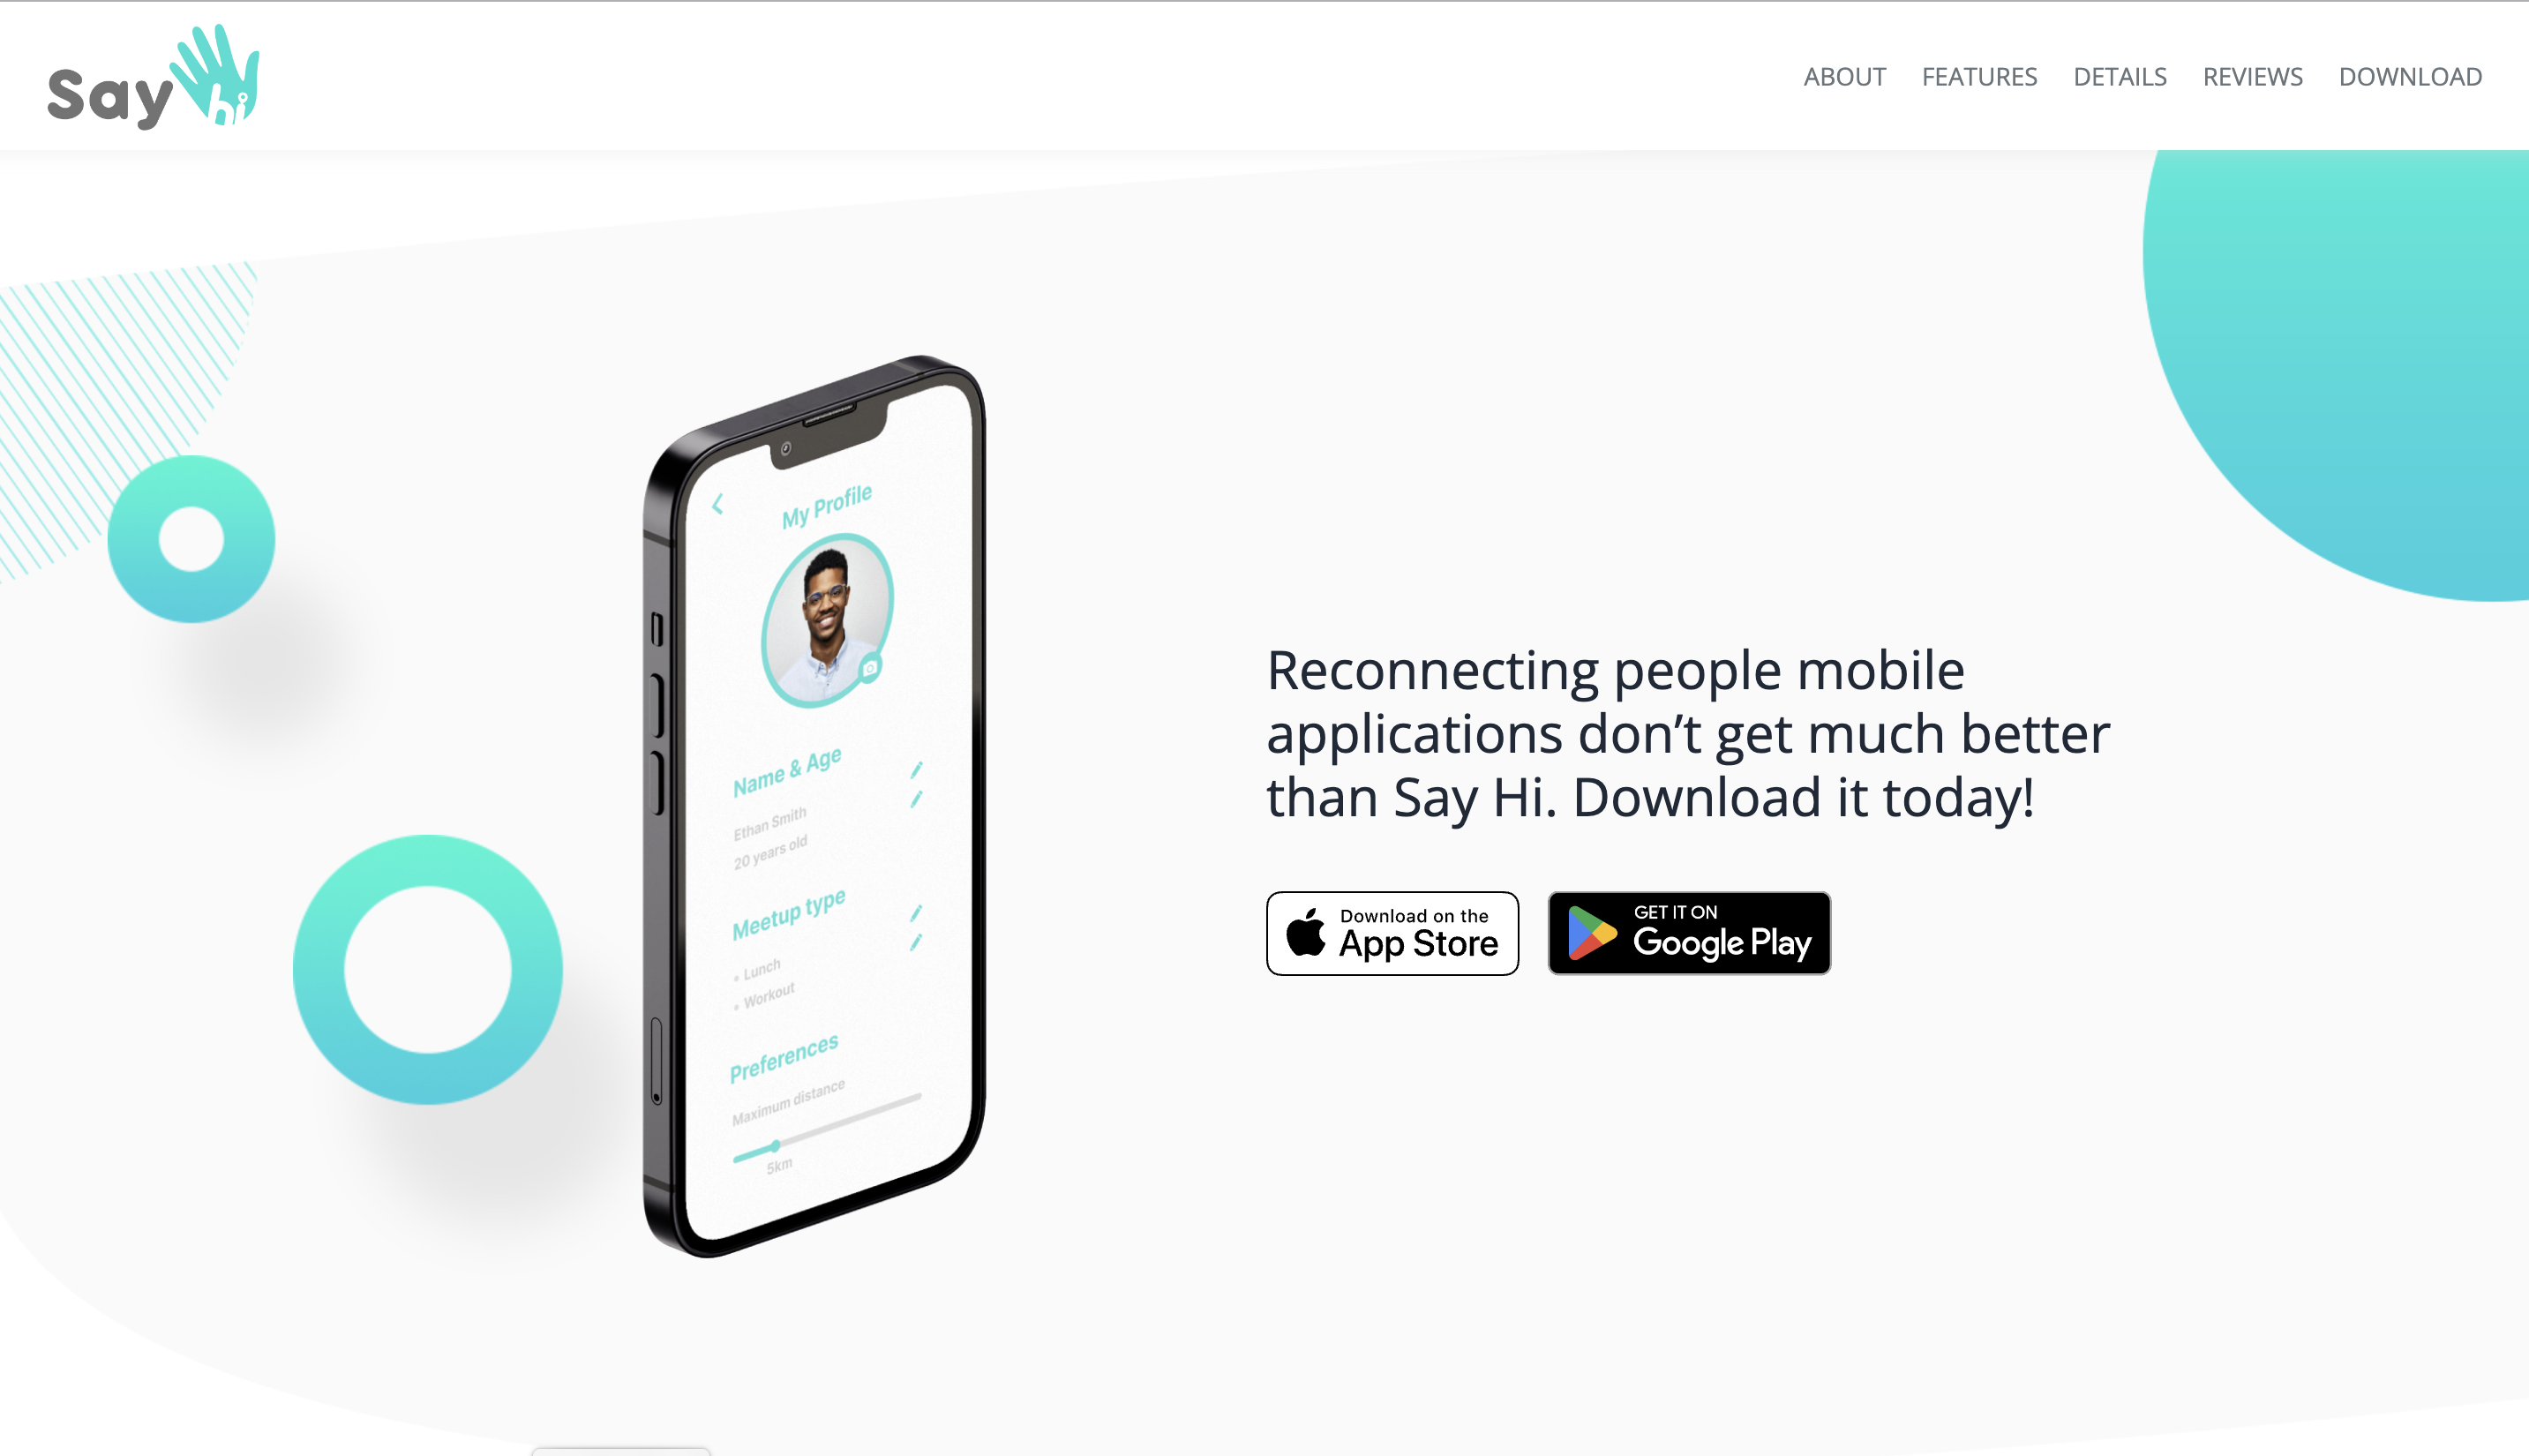 Say hi
ABOUT FEATURES DETAILS REVIEWS DOWNLOAD
My Profile
Name & Age
Ethan Smith
20 years old
Meetup type
• Lunch
• Workout
Preferences
Maximum distance
5km
Reconnecting people mobile
applications don’t get much better
than Say Hi. Download it today!
Download on the
App Store
GET IT ON
Google Play